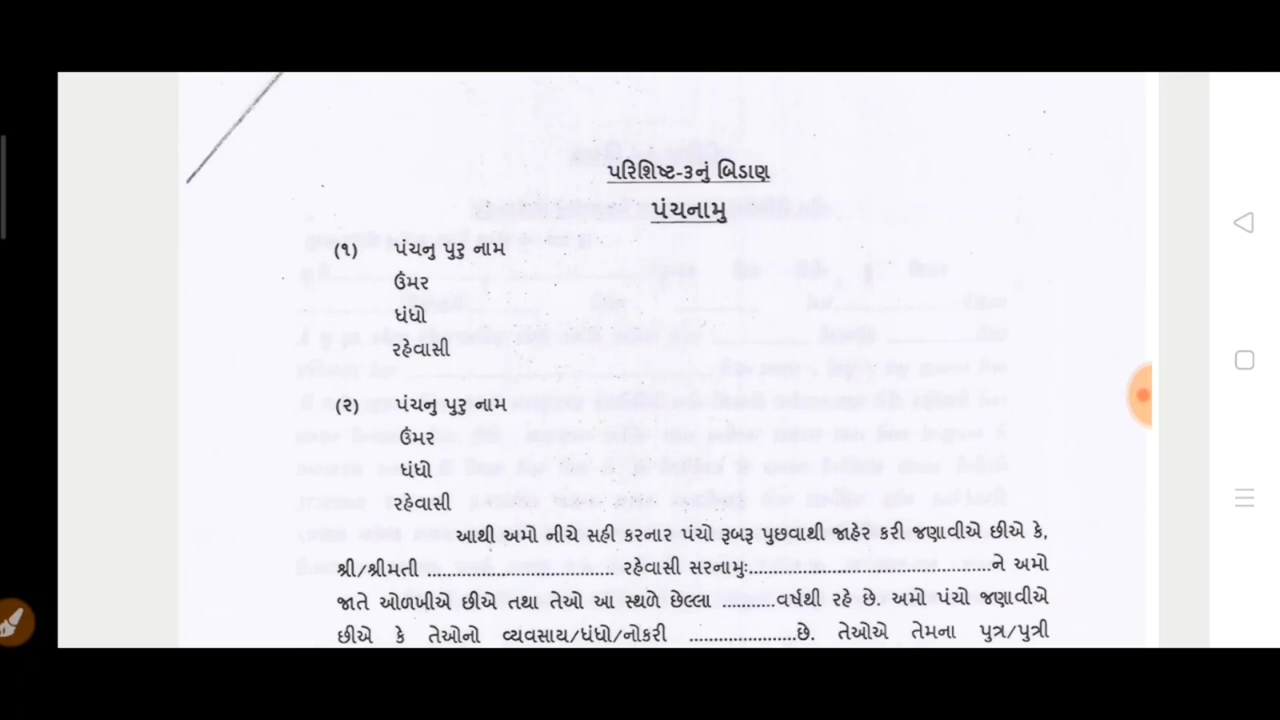 પરિશિષ્ટ-૩નું બિડાણ
પંચનામુ
(૧) પંચનુ પુરુ નામ
ઉંમર
ધંધો
રહેવાસી
(૨) પંચનુ પુરુ નામ
ઉંમર
ધંધો
રહેવાસી
આથી અમો નીચે સહી કરનાર પંચો રૂબરૂ પુછવાથી જાહેર કરી જણાવીએ છીએ કે,
શ્રી/શ્રીમતી .................................... રહેવાસી સરનામુઃ...............................................ને અમો
જાતે ઓળખીએ છીએ તથા તેઓ આ સ્થળે છેલ્લા ..........વર્ષથી રહે છે. અમો પંચો જણાવીએ
છીએ કે તેઓનો વ્યવસાય/ધંધો/નોકરી .....................છે. તેઓએ તેમના પુત્ર/પુત્રી